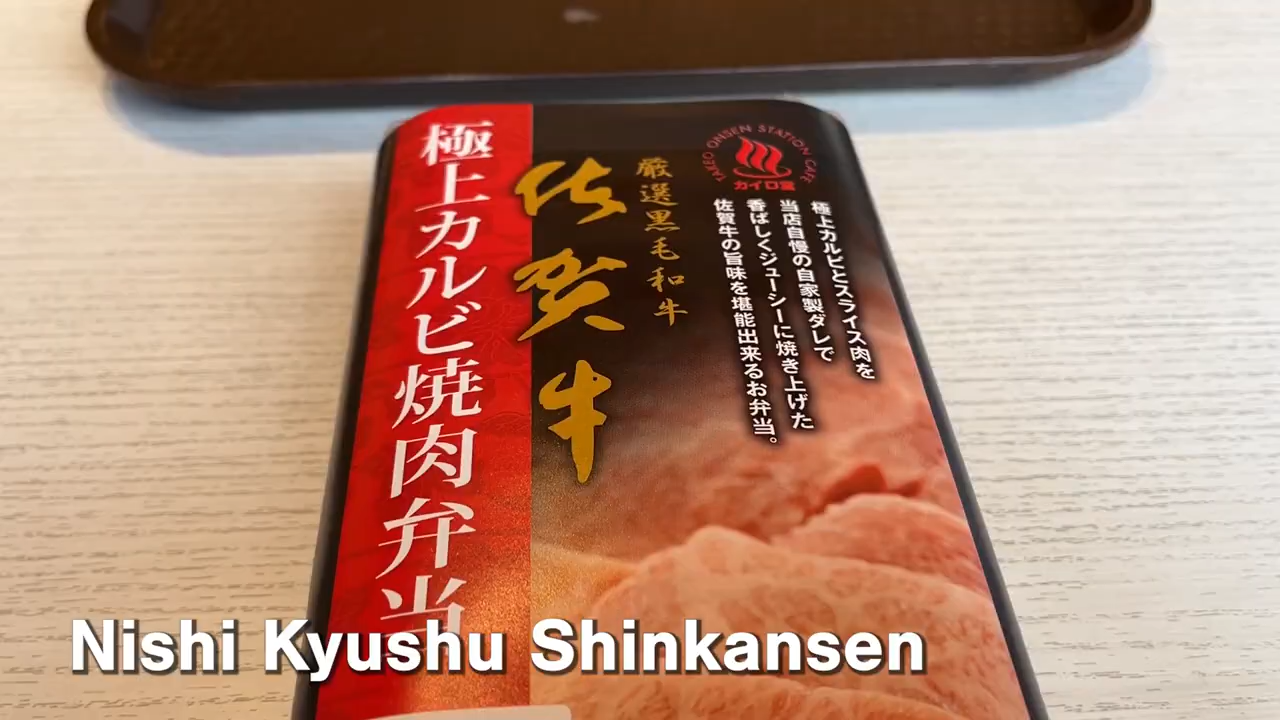 極上カルビ焼肉弁当
佐賀牛
厳選黒毛和牛
TAKEO ONSEN STATION CAFE
カイロ堂
極上カルビとスライス肉を
当店自慢の自家製ダレで
香ばしくジューシーに焼き上げた
佐賀牛の旨味を堪能出来るお弁当。
Nishi Kyushu Shinkansen